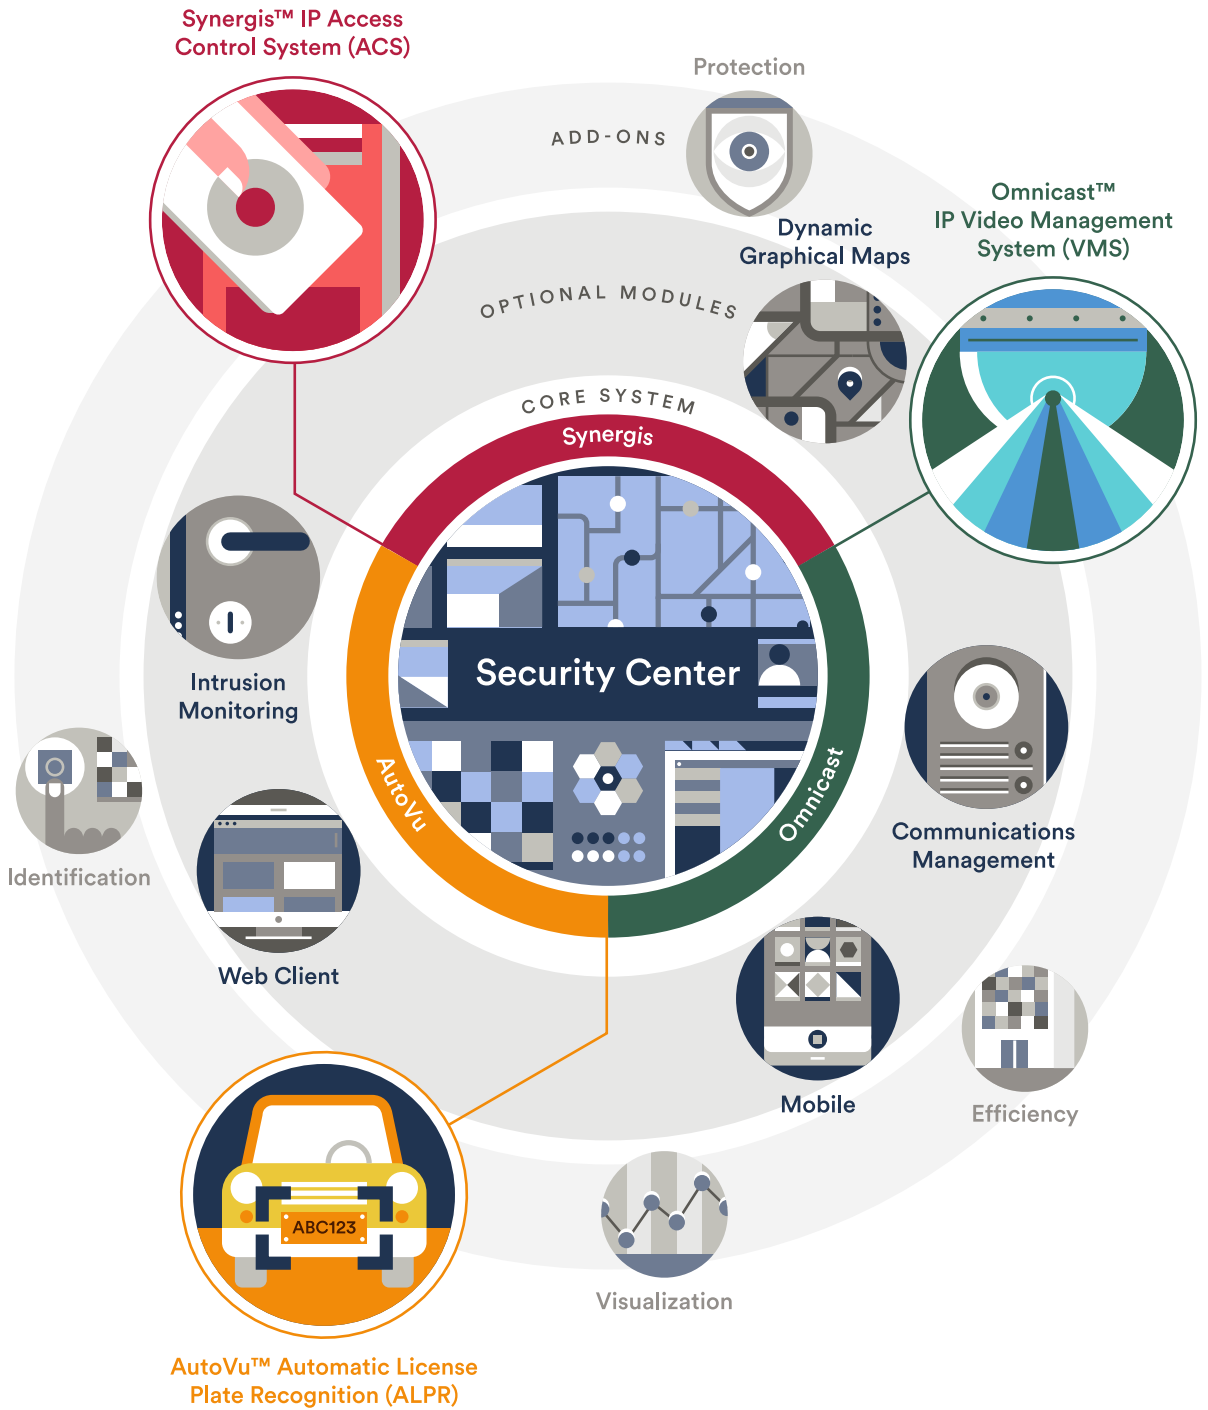 Synergis™ IP Access
Control System (ACS)
Protection
ADD-ONS
Omnicast™
IP Video Management
System (VMS)
Dynamic
Graphical Maps
OPTIONAL MODULES
CORE SYSTEM
Synergis
Security Center
Intrusion
Monitoring
AutoVu
Omnicast
Communications
Management
Identification
Web Client
Mobile
Efficiency
ABC123
Visualization
AutoVu™ Automatic License
Plate Recognition (ALPR)